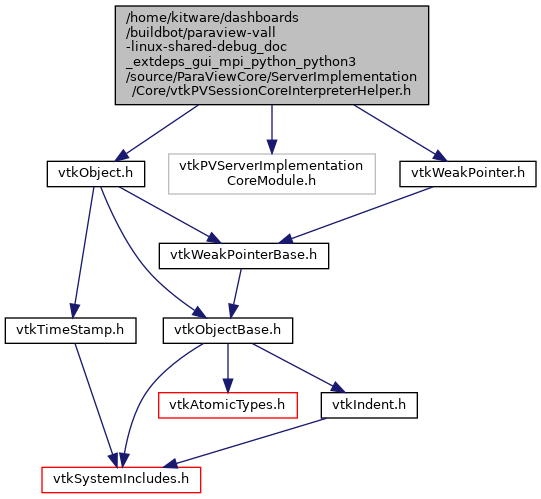 /home/kitware/dashboards
/buildbot/paraview-vall
-linux-shared-debug_doc
_extdeps_gui_mpi_python_python3
/source/ParaViewCore/ServerImplementation
/Core/vtkPVSessionCoreInterpreterHelper.h
vtkObject.h
vtkPVServerImplementation
CoreModule.h
vtkWeakPointer.h
vtkWeakPointerBase.h
vtkTimeStamp.h
vtkObjectBase.h
vtkAtomicTypes.h
vtkIndent.h
vtkSystemIncludes.h